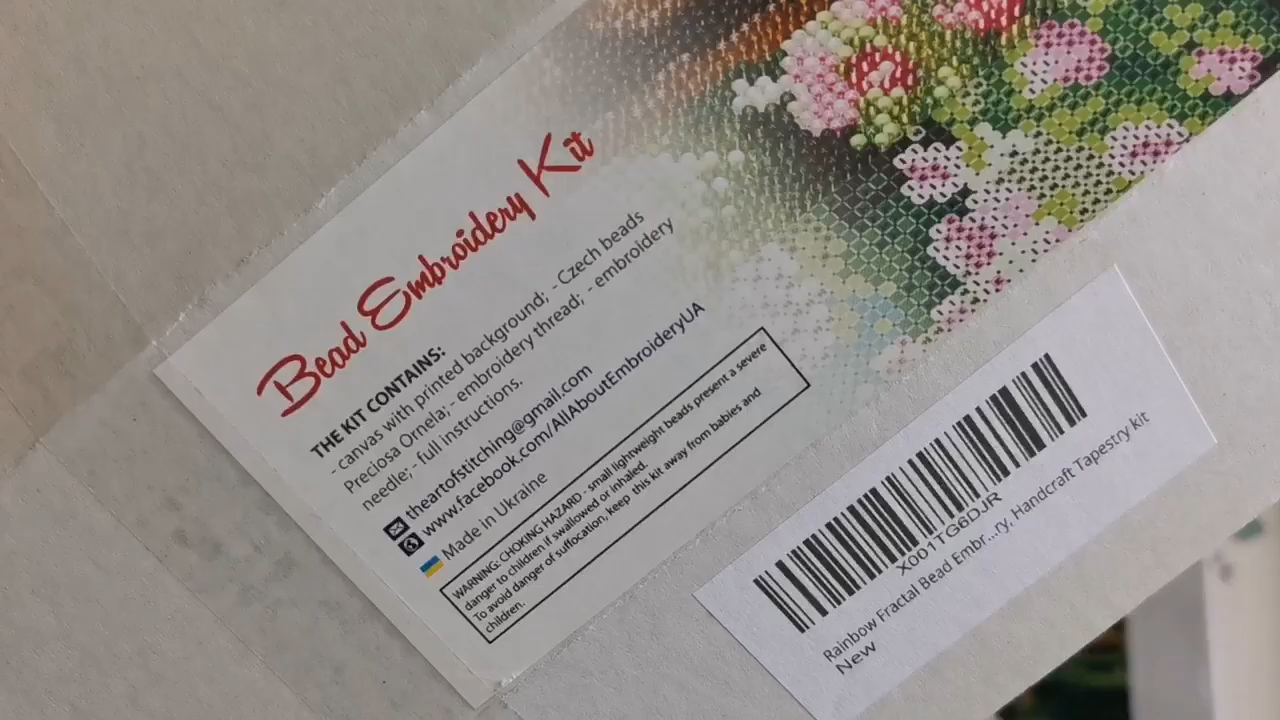 Bead Embroidery Kit
THE KIT CONTAINS:
- canvas with printed background; - Czech beads
Preciosa Ornela; - embroidery thread; - embroidery
needle; - full instructions.
theartofstitching@gmail.com
www.facebook.com/AllAboutEmbroideryUA
Made in Ukraine
WARNING: CHOKING HAZARD - small lightweight beads present a severe
danger to children if swallowed or inhaled.
To avoid danger of suffocation, keep this kit away from babies and
children.
X001TG6DJR
Rainbow Fractal Bead Embr...ry, Handcraft Tapestry kit
New